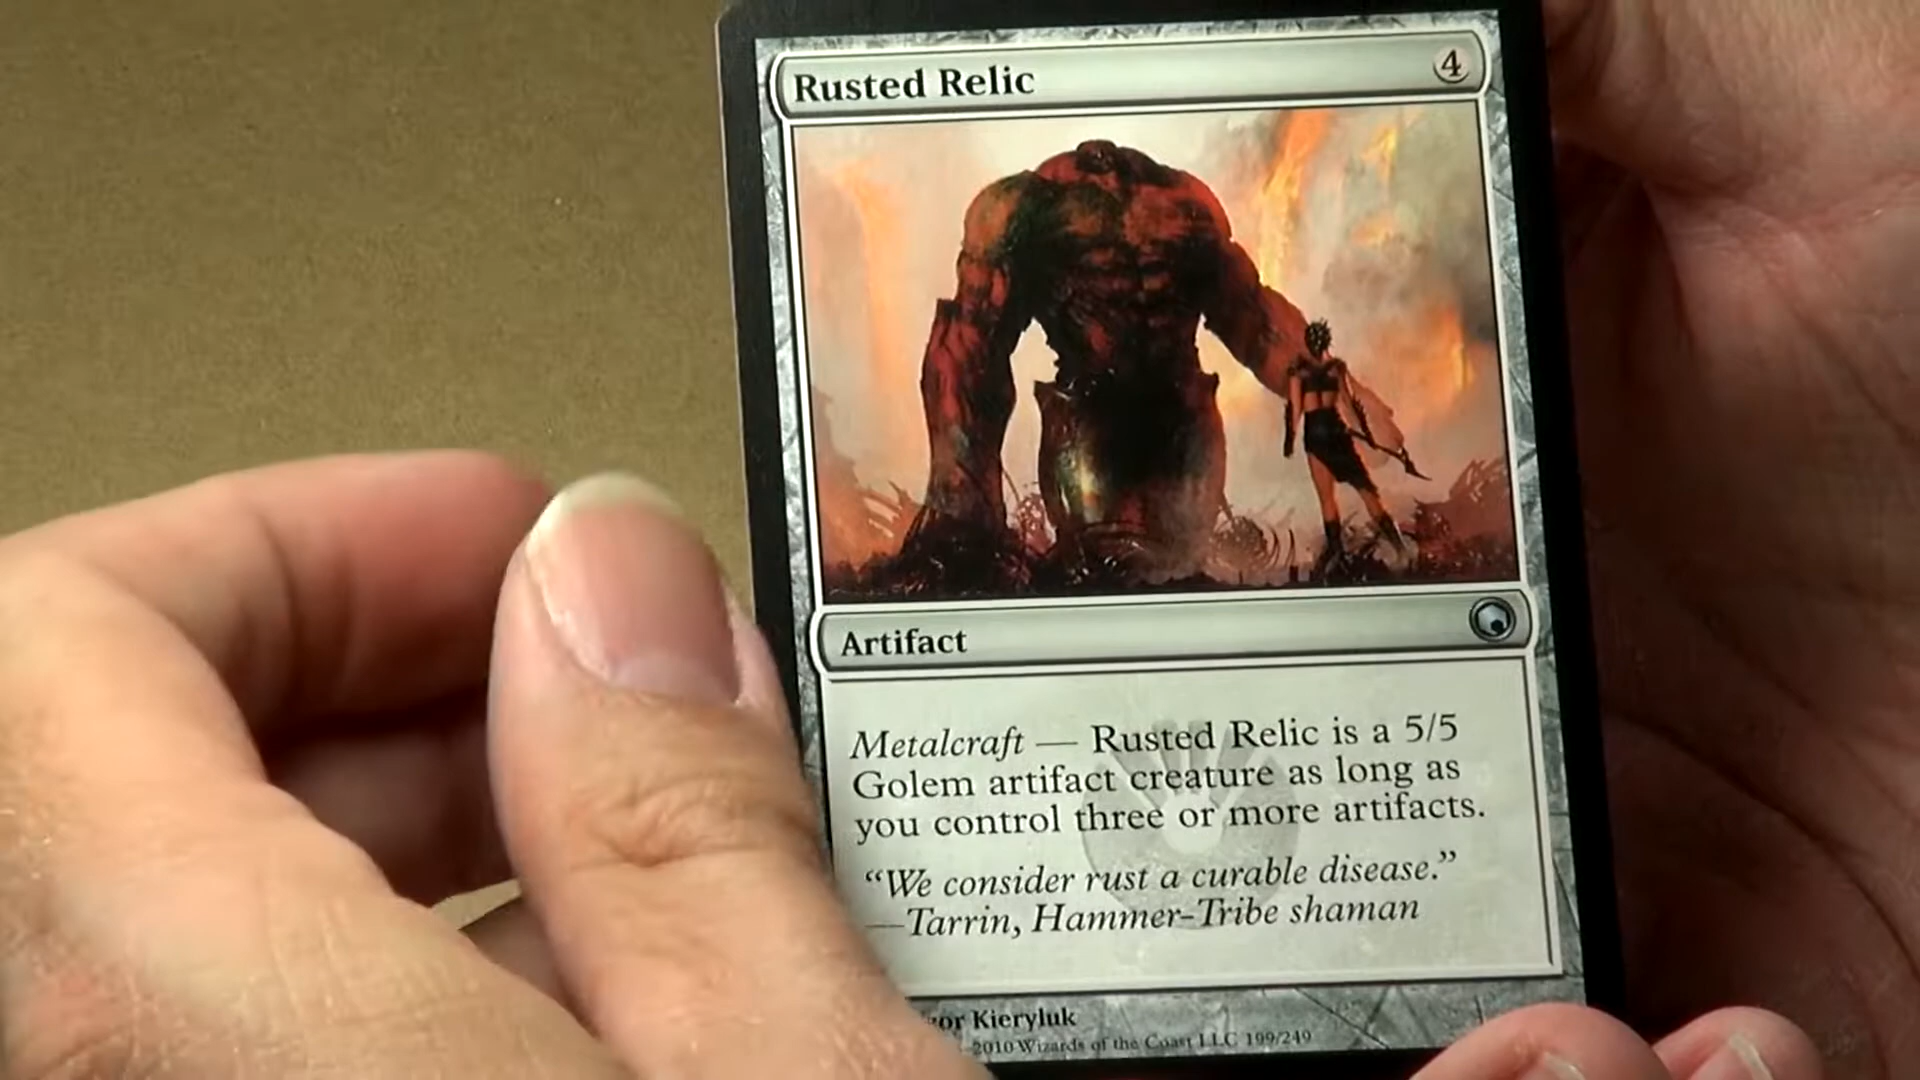 Rusted Relic 4
Artifact
Metalcraft — Rusted Relic is a 5/5
Golem artifact creature as long as
you control three or more artifacts.
“We consider rust a curable disease.”
—Tarrin, Hammer-Tribe shaman
Kieryluk
2010 Wizards of the Coast LLC 199/249